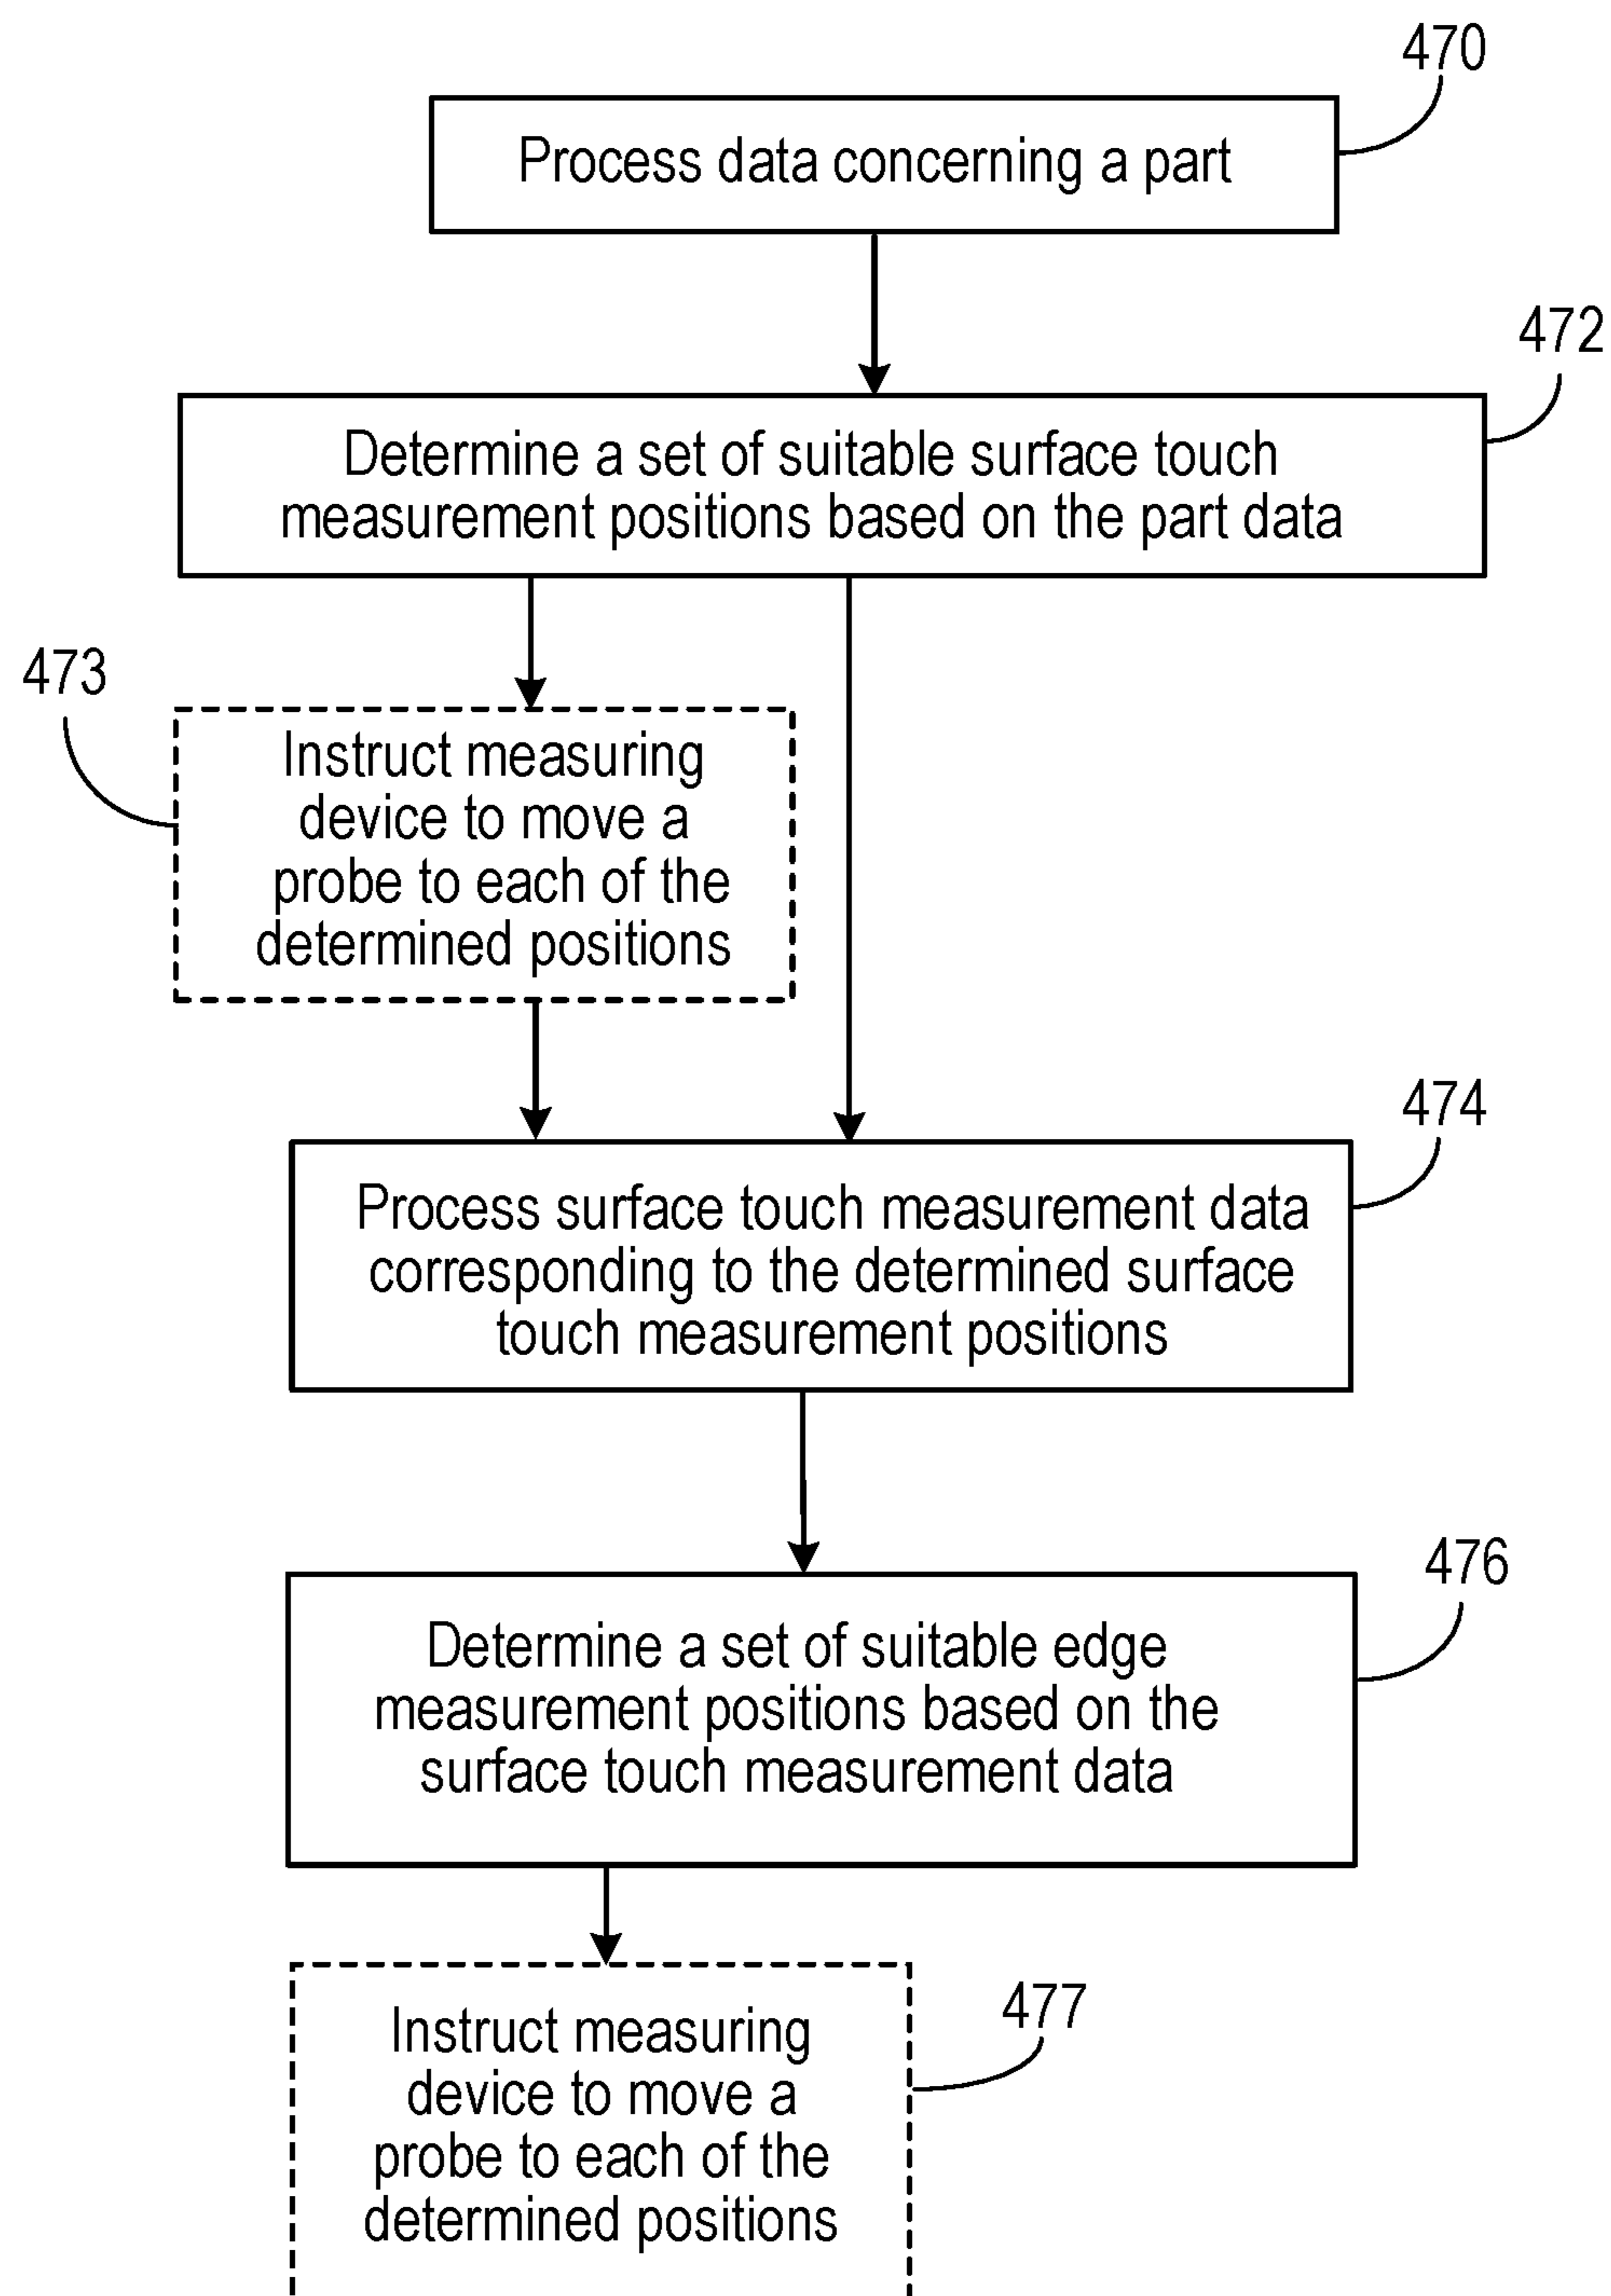 470
Process data concerning a part
472
Determine a set of suitable surface touch
measurement positions based on the part data
473
Instruct measuring
device to move a
probe to each of the
determined positions
474
Process surface touch measurement data
corresponding to the determined surface
touch measurement positions
476
Determine a set of suitable edge
measurement positions based on the
surface touch measurement data
477
Instruct measuring
device to move a
probe to each of the
determined positions